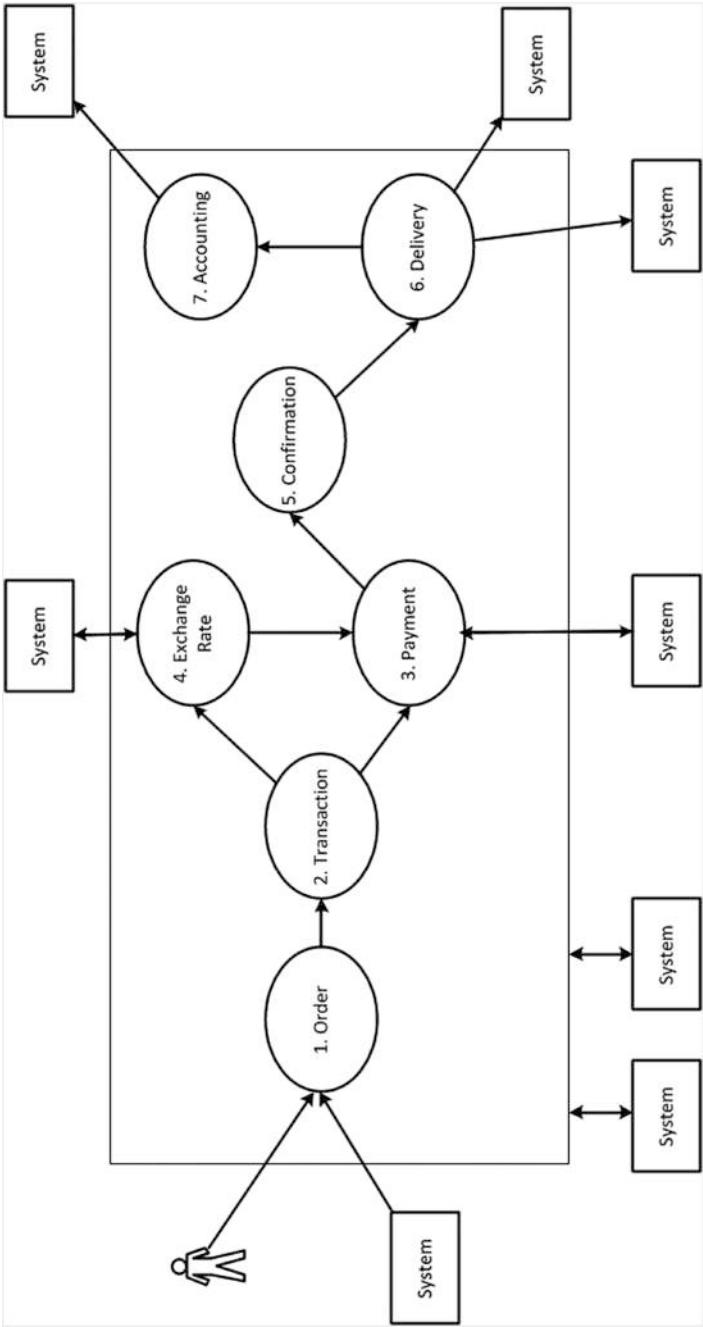 System
System
4. Exchange
Rate
7. Accounting
5. Confirmation
1. Order
2. Transaction
3. Payment
6. Delivery
System
System
System
System
System
System